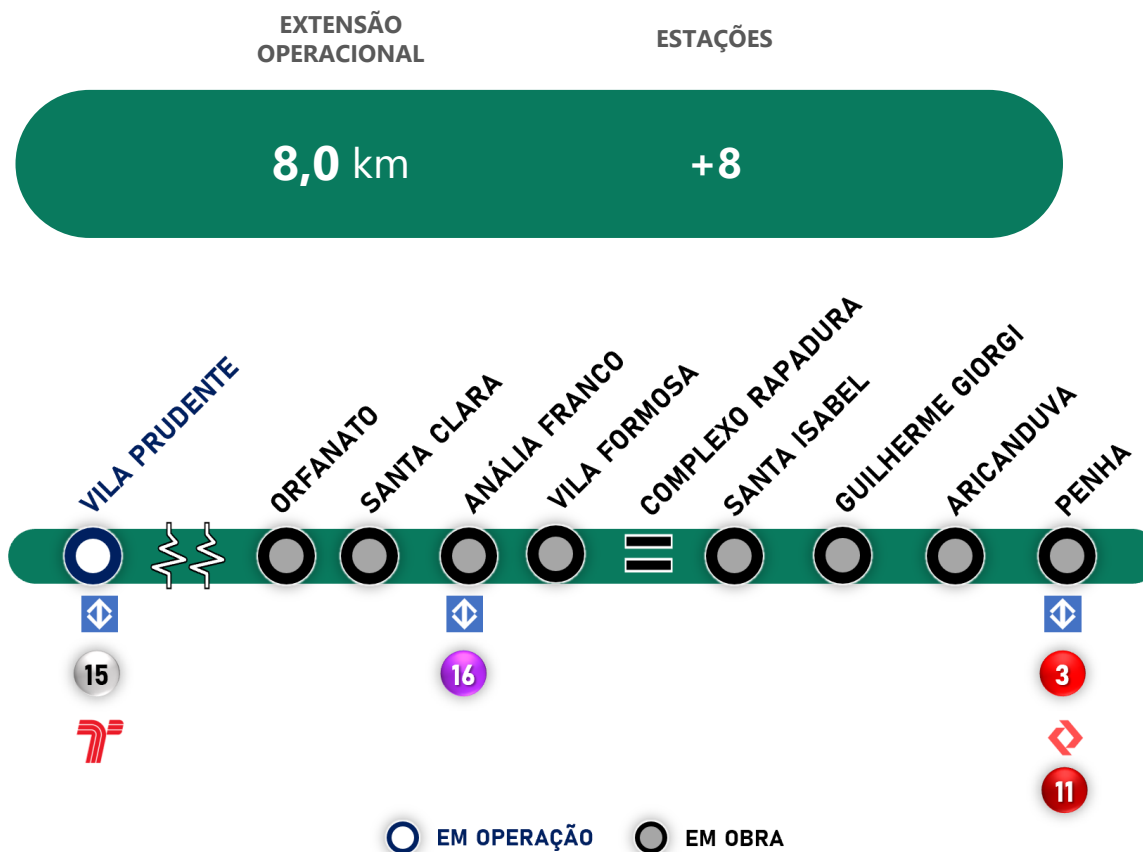 EXTENSÃO
OPERACIONAL
ESTAÇÕES
8,0 km
+8
VILA PRUDENTE
ORFANATO
SANTA CLARA
ANÁLIA FRANCO
VILA FORMOSA
COMPLEXO RAPADURA
SANTA ISABEL
GUILHERME GIORGI
ARICANDUVA
PENHA
15
16
3
11
EM OPERAÇÃO
EM OBRA